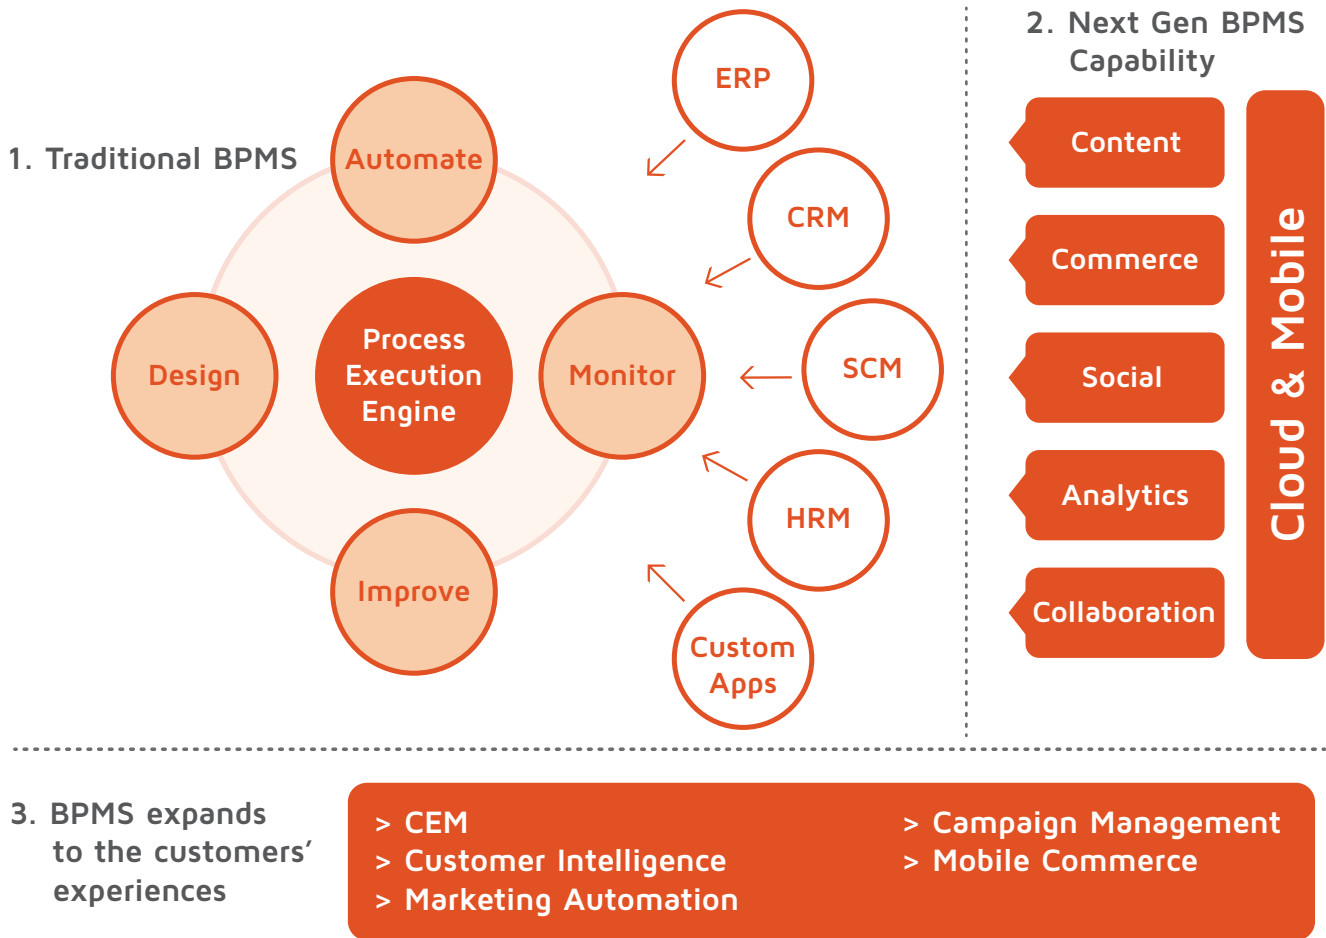 1. Traditional BPMS
Automate
Design
Process
Execution
Engine
Monitor
Improve
ERP
CRM
SCM
HRM
Custom
Apps
2. Next Gen BPMS
Capability
Content
Commerce
Social
Analytics
Collaboration
Cloud & Mobile
3. BPMS expands
to the customers’
experiences
> CEM
> Customer Intelligence
> Marketing Automation
> Campaign Management
> Mobile Commerce